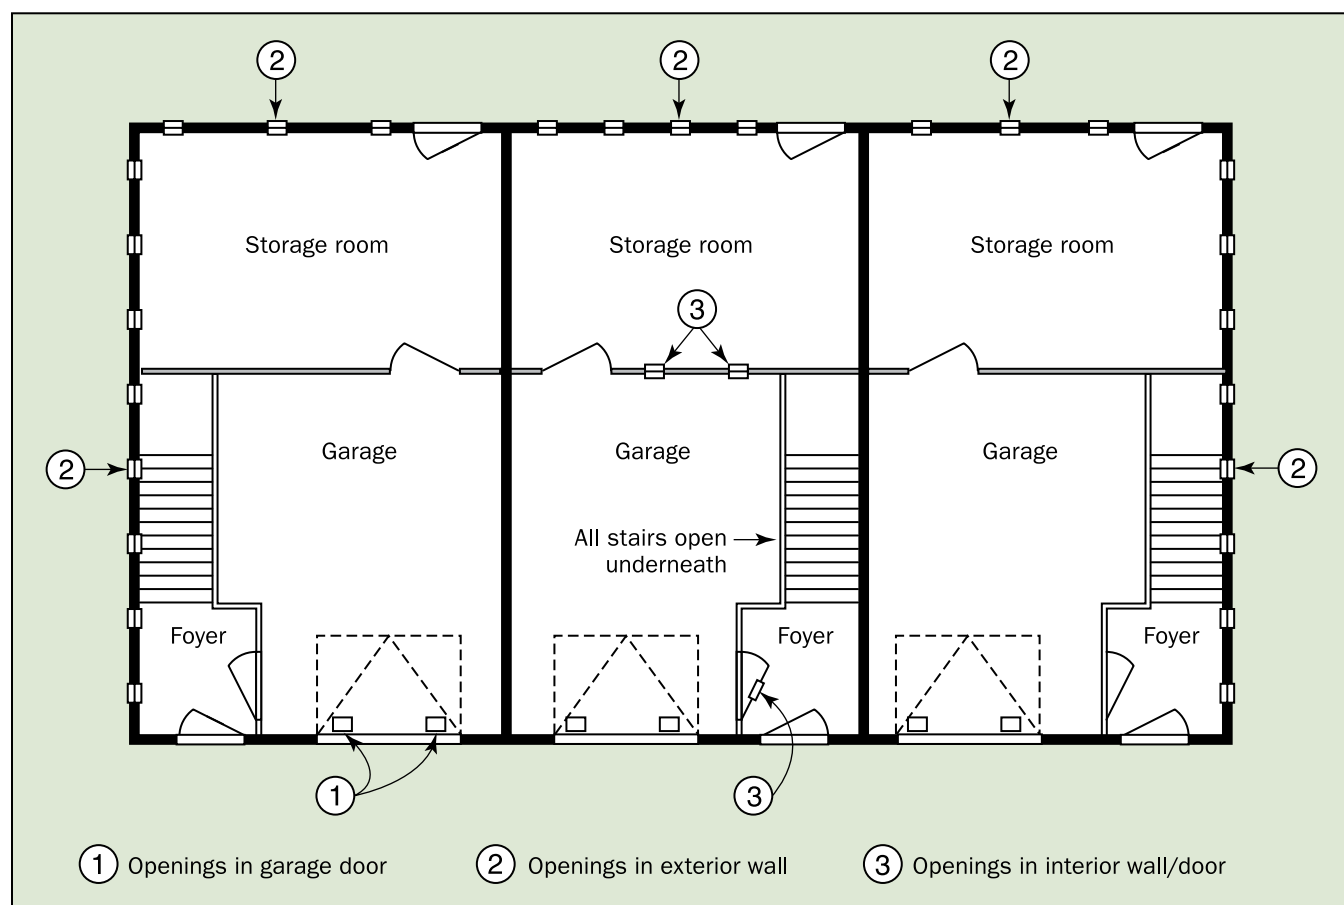 2 2 2
Storage room Storage room Storage room
3
Garage Garage Garage
2 2
All stairs open
underneath
Foyer Foyer Foyer
1 3
1 Openings in garage door 2 Openings in exterior wall 3 Openings in interior wall/door